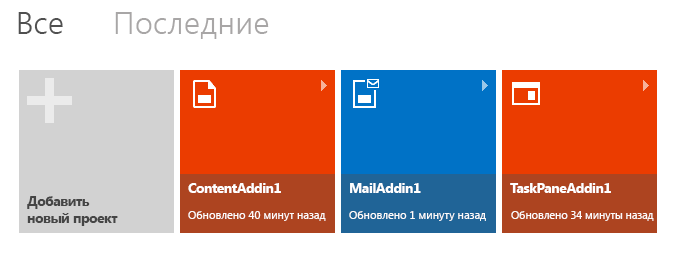 Все Последние
Добавить
новый проект
ContentAddin1
Обновлено 40 минут назад
MailAddin1
Обновлено 1 минуту назад
TaskPaneAddin1
Обновлено 34 минуты назад